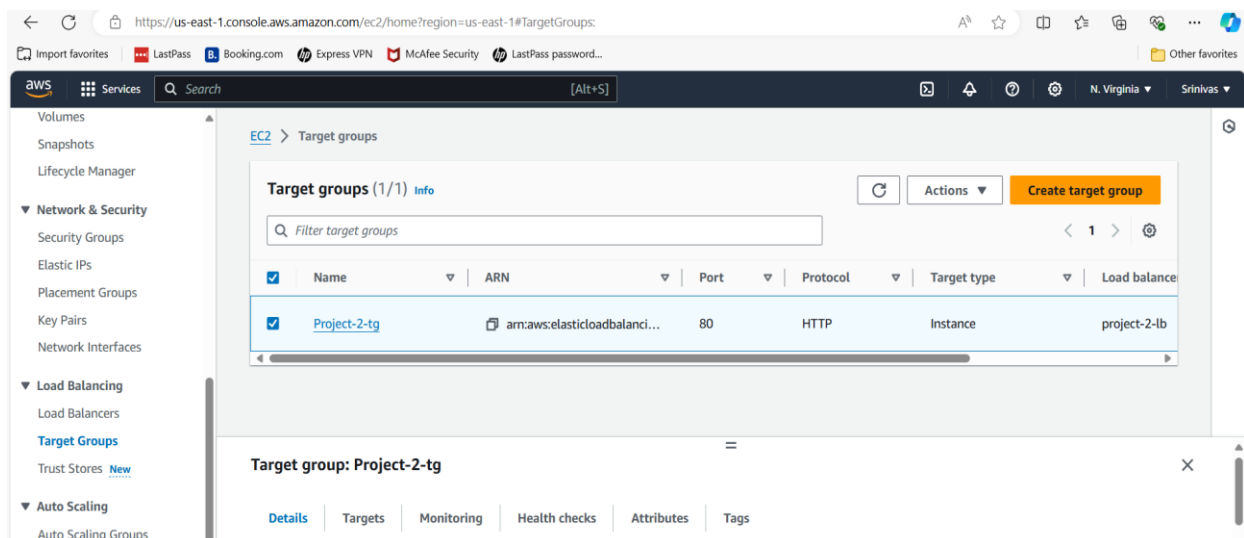 https://us-east-1.console.aws.amazon.com/ec2/home?region=us-east-1#TargetGroups:
Import favorites LastPass B. Booking.com Express VPN McAfee Security LastPass password... Other favorites
aws Services Search [Alt+S] N. Virginia Srinivas
Volumes
Snapshots
Lifecycle Manager
Network & Security
Security Groups
Elastic IPs
Placement Groups
Key Pairs
Network Interfaces
Load Balancing
Load Balancers
Target Groups
Trust Stores New
Auto Scaling
Auto Scaling Groups
EC2 > Target groups
Target groups (1/1) Info Actions Create target group
Filter target groups < 1 >
Name ARN Port Protocol Target type Load balance
Project-2-tg arn:aws:elasticloadbalanci... 80 HTTP Instance project-2-lb
Target group: Project-2-tg
Details Targets Monitoring Health checks Attributes Tags